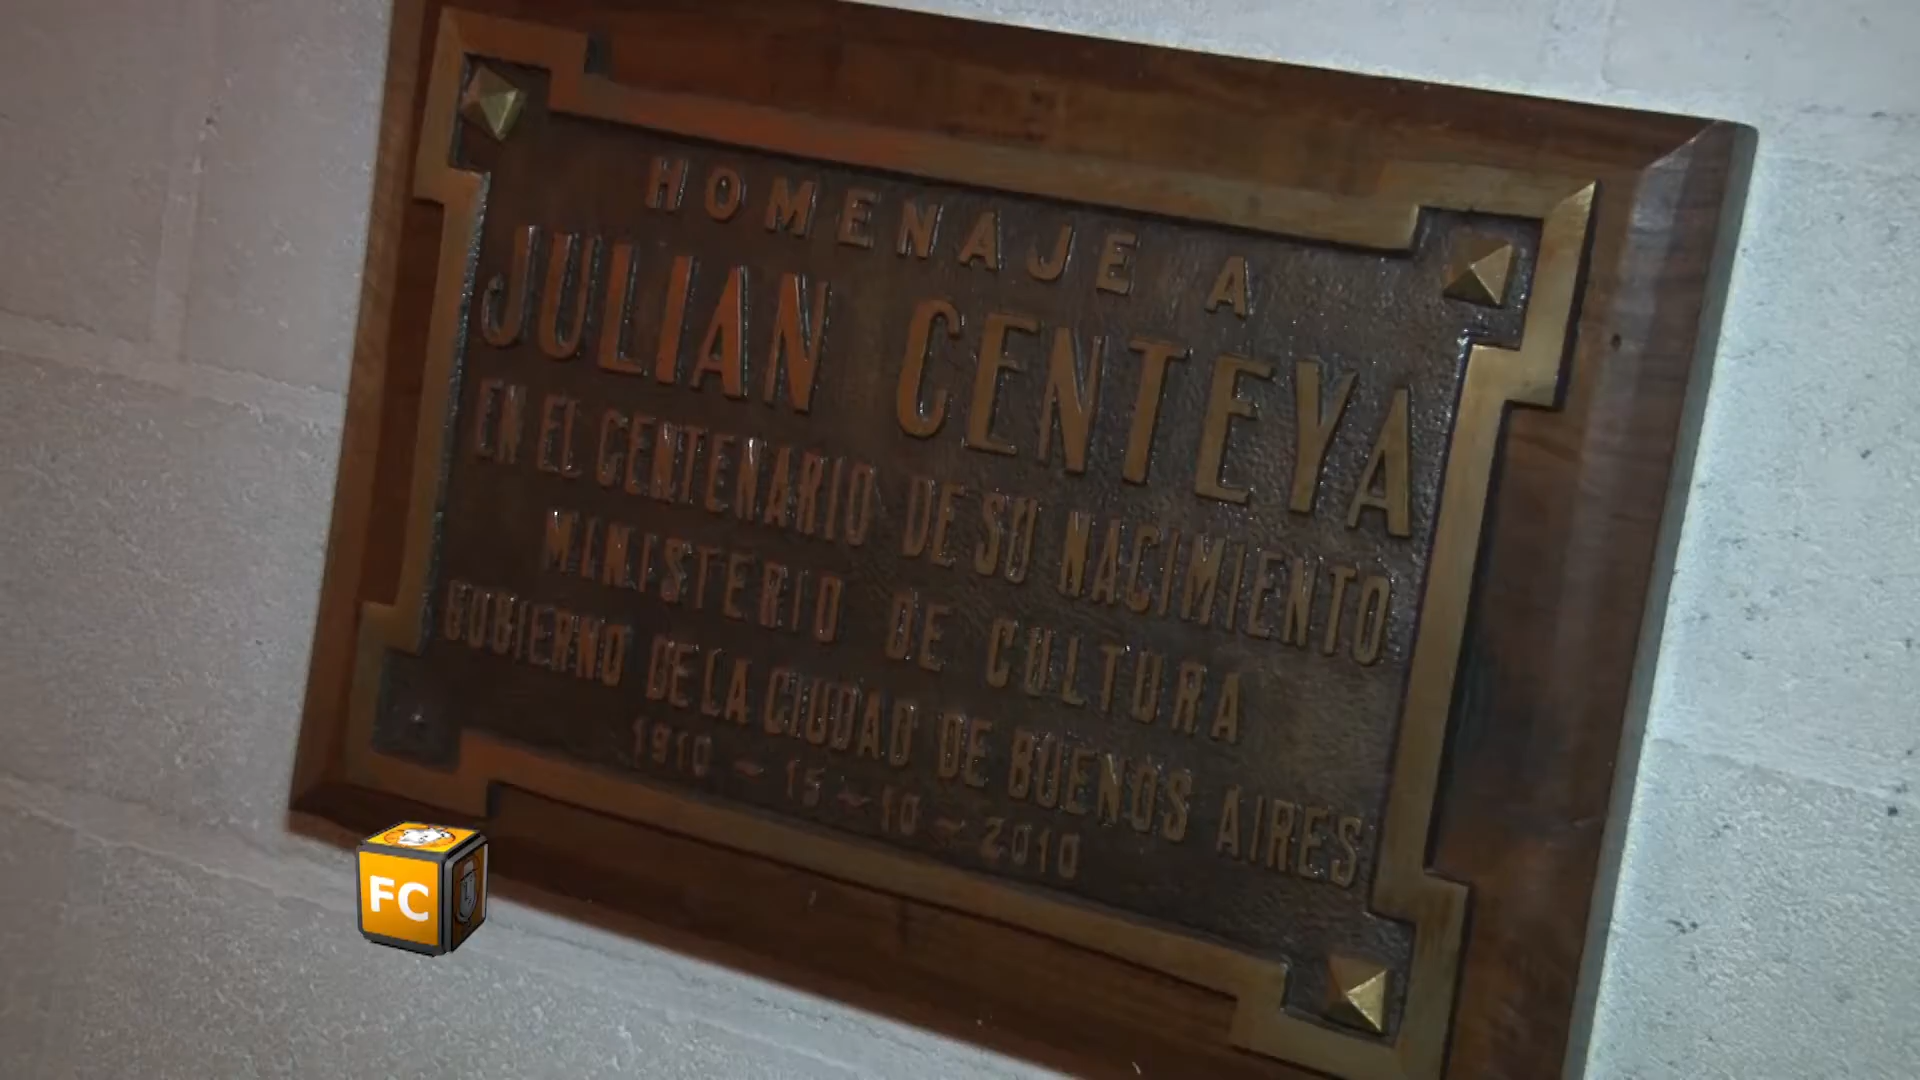 HOMENAJE A
JULIAN CENTEYA
EN EL CENTENARIO DE SU NACIMIENTO
MINISTERIO DE CULTURA
GOBIERNO DE LA CIUDAD DE BUENOS AIRES
1910 - 15 - 10 - 2010
FC